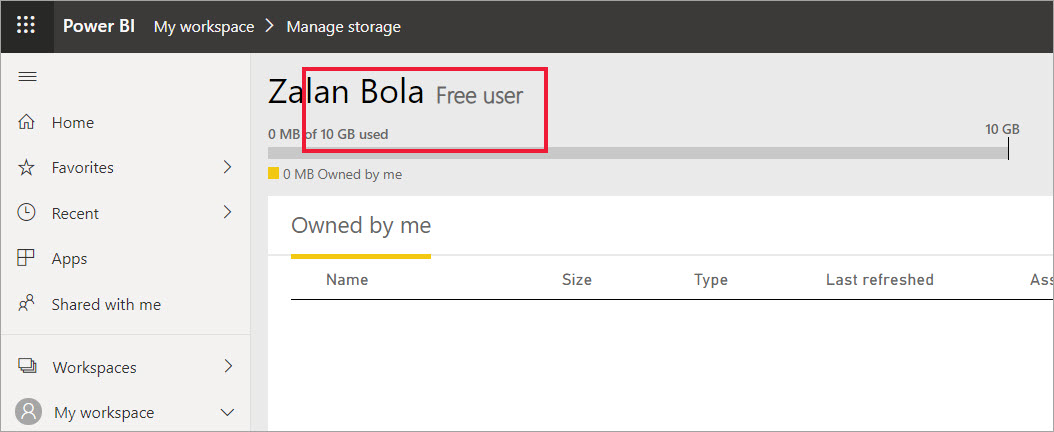 Power BI My workspace > Manage storage
Home
Favorites
Recent
Apps
Shared with me
Workspaces
My workspace
Zalan Bola Free user
0 MB of 10 GB used
10 GB
0 MB Owned by me
Owned by me
Name Size Type Last refreshed Ass